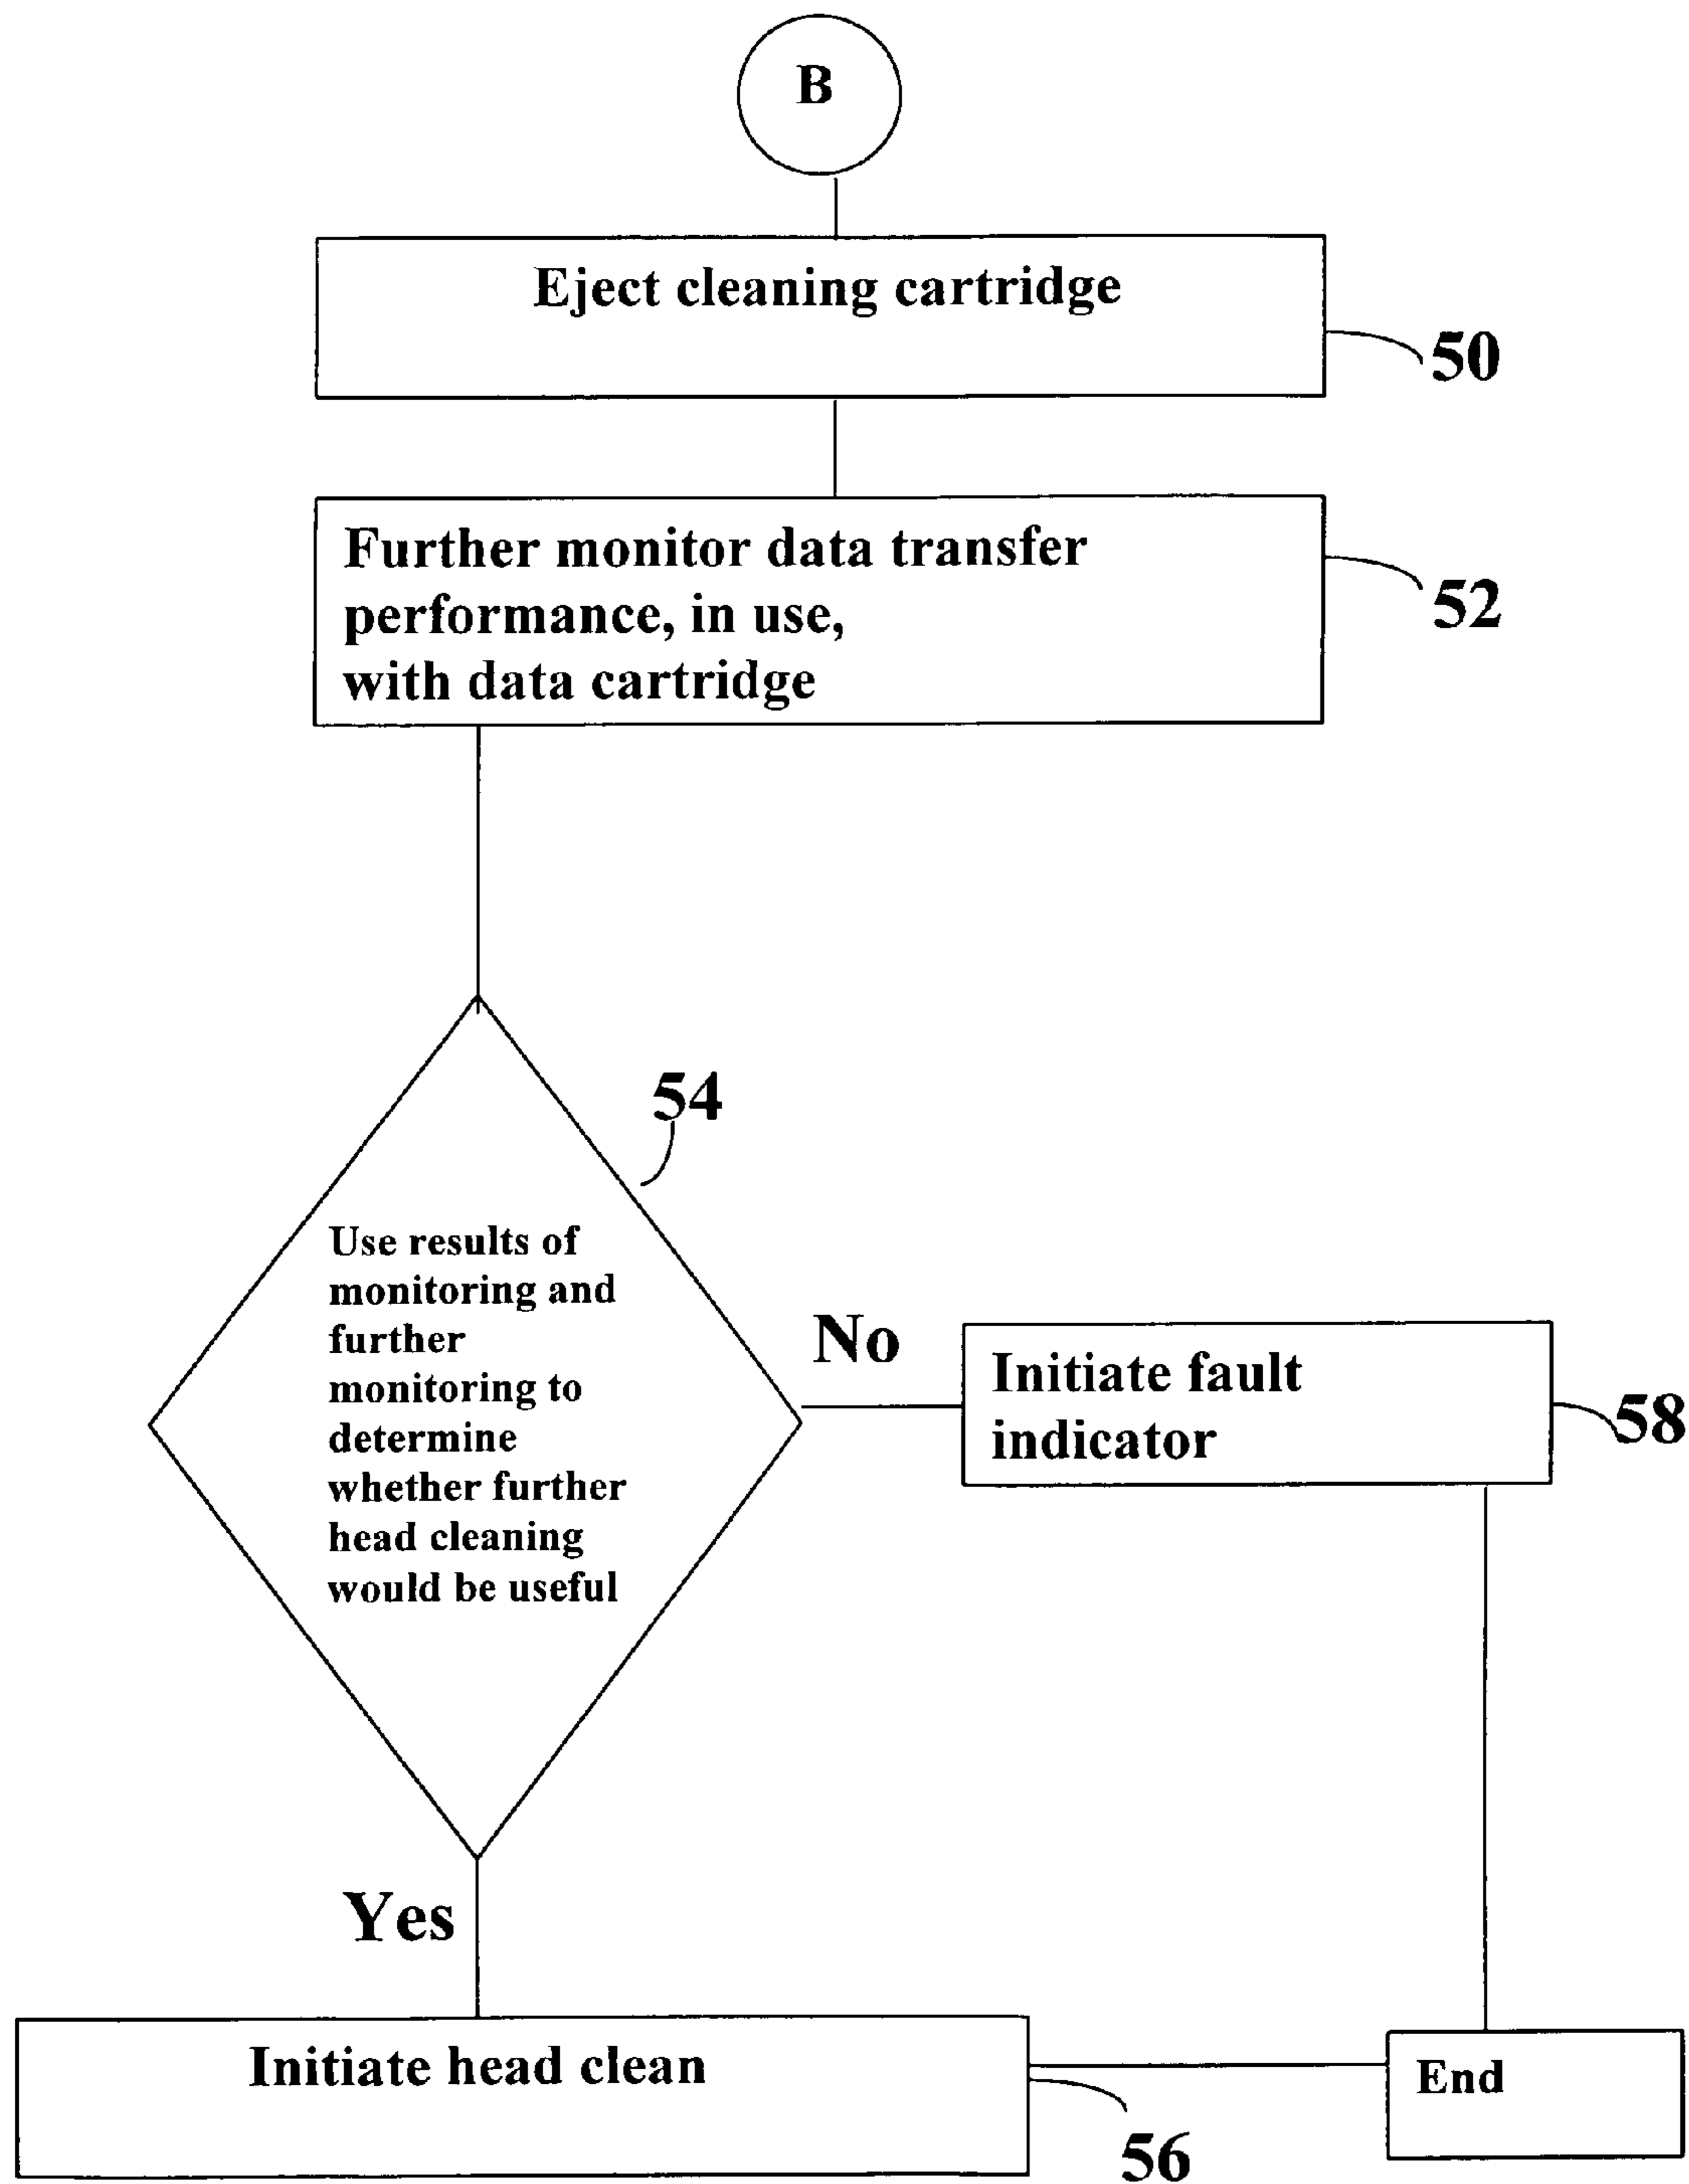 B
Eject cleaning cartridge
50
Further monitor data transfer
performance, in use,
with data cartridge
52
54
Use results of
monitoring and
further
monitoring to
determine
whether further
head cleaning
would be useful
No
Initiate fault
indicator
58
Yes
Initiate head clean
56
End